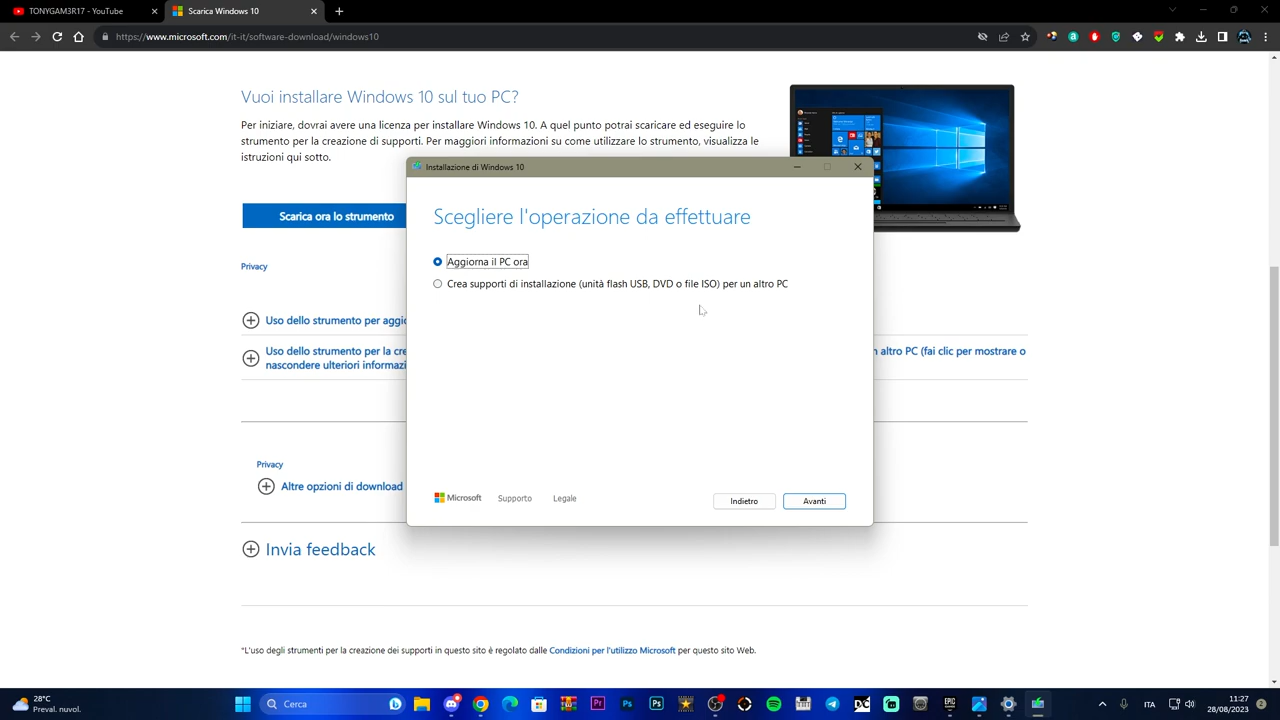 TONYGAM3R17 - YouTube
Scarica Windows 10
https://www.microsoft.com/it-it/software-download/windows10
Vuoi installare Windows 10 sul tuo PC?
Per iniziare, dovrai avere una licenza per installare Windows 10. A quel punto potrai scaricare ed eseguire lo
strumento per la creazione di supporti. Per maggiori informazioni su come utilizzare lo strumento, visualizza le
istruzioni qui sotto.
Installazione di Windows 10
Scegliere l'operazione da effettuare
Scarica ora lo strumento
Aggiorna il PC ora
Privacy
Crea supporti di installazione (unità flash USB, DVD o file ISO) per un altro PC
Uso dello strumento per aggio
Uso dello strumento per la cre
n altro PC (fai clic per mostrare o
nascondere ulteriori informazi
Privacy
Altre opzioni di download
Microsoft
Supporto
Legale
Indietro
Avanti
Invia feedback
*L'uso degli strumenti per la creazione dei supporti in questo sito è regolato dalle Condizioni per l'utilizzo Microsoft per questo sito Web.
28°C
Preval. nuvol.
Cerca
ITA
11:27
28/08/2023